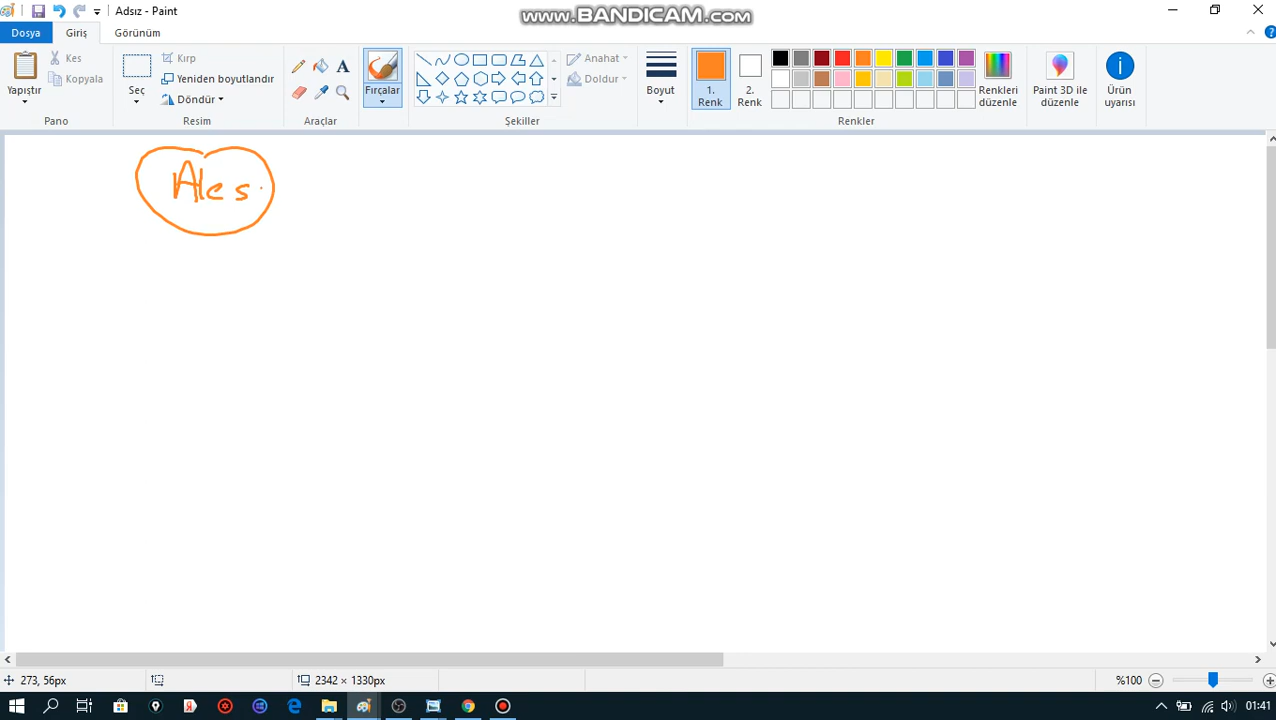 Adsız - Paint
www.BANDICAM.com
Dosya
Giriş
Görünüm
Yapıştır
Kes
Kopyala
Pano
Seç
Kırp
Yeniden boyutlandır
Döndür
Resim
A
Araçlar
Fırçalar
Anahat
Doldur
Şekiller
Boyut
1.
Renk
2.
Renk
Renkleri
düzenle
Renkler
Paint 3D ile
düzenle
Ürün
uyarısı
Ales
273, 56px
2342 × 1330px
%100
01:41